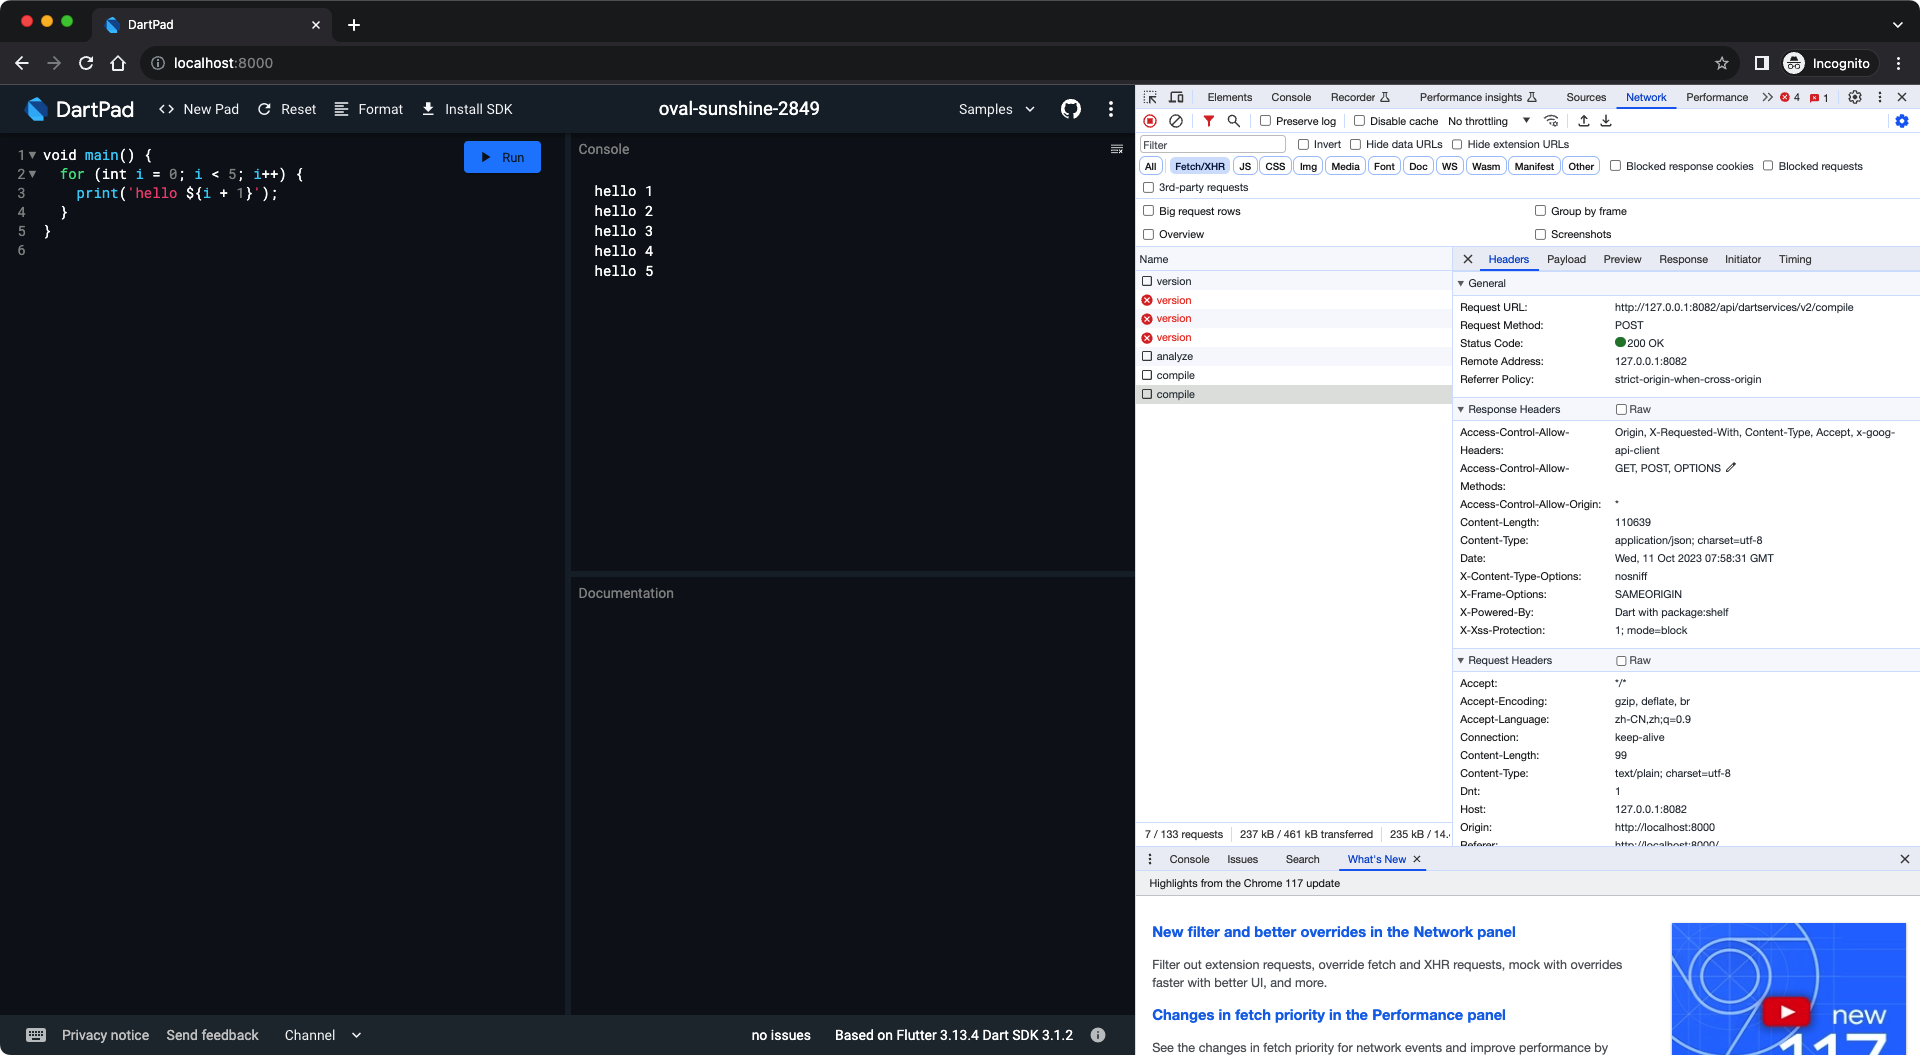 DartPad
localhost:8000
Incognito
DartPad
New Pad
Reset
Format
Install SDK
oval-sunshine-2849
Samples
1 void main() {
2 for (int i = 0; i < 5; i++) {
3 print('hello ${i + 1}');
4 }
5 }
6
Run
Console
hello 1
hello 2
hello 3
hello 4
hello 5
Documentation
Privacy notice
Send feedback
Channel
no issues
Based on Flutter 3.13.4 Dart SDK 3.1.2
Elements Console Recorder Performance insights Sources Network Performance 4 1
Preserve log Disable cache No throttling
Filter Invert Hide data URLs Hide extension URLs
All Fetch/XHR JS CSS Img Media Font Doc WS Wasm Manifest Other Blocked response cookies Blocked requests
3rd-party requests
Big request rows Group by frame
Overview Screenshots
Name
version
version
version
version
analyze
compile
compile
7 / 133 requests 237 kB / 461 kB transferred 235 kB / 14.
Headers Payload Preview Response Initiator Timing
General
Request URL: http://127.0.0.1:8082/api/dartservices/v2/compile
Request Method: POST
Status Code: 200 OK
Remote Address: 127.0.0.1:8082
Referrer Policy: strict-origin-when-cross-origin
Response Headers Raw
Access-Control-Allow- Origin, X-Requested-With, Content-Type, Accept, x-goog-
Headers: api-client
Access-Control-Allow- GET, POST, OPTIONS
Methods:
Access-Control-Allow-Origin: *
Content-Length: 110639
Content-Type: application/json; charset=utf-8
Date: Wed, 11 Oct 2023 07:58:31 GMT
X-Content-Type-Options: nosniff
X-Frame-Options: SAMEORIGIN
X-Powered-By: Dart with package:shelf
X-Xss-Protection: 1; mode=block
Request Headers Raw
Accept: */*
Accept-Encoding: gzip, deflate, br
Accept-Language: zh-CN,zh;q=0.9
Connection: keep-alive
Content-Length: 99
Content-Type: text/plain; charset=utf-8
Dnt: 1
Host: 127.0.0.1:8082
Origin: http://localhost:8000
Referer: http://localhost:8000/
Console Issues Search What's New
Highlights from the Chrome 117 update
New filter and better overrides in the Network panel
Filter out extension requests, override fetch and XHR requests, mock with overrides
faster with better UI, and more.
Changes in fetch priority in the Performance panel
See the changes in fetch priority for network events and improve performance by
new
117